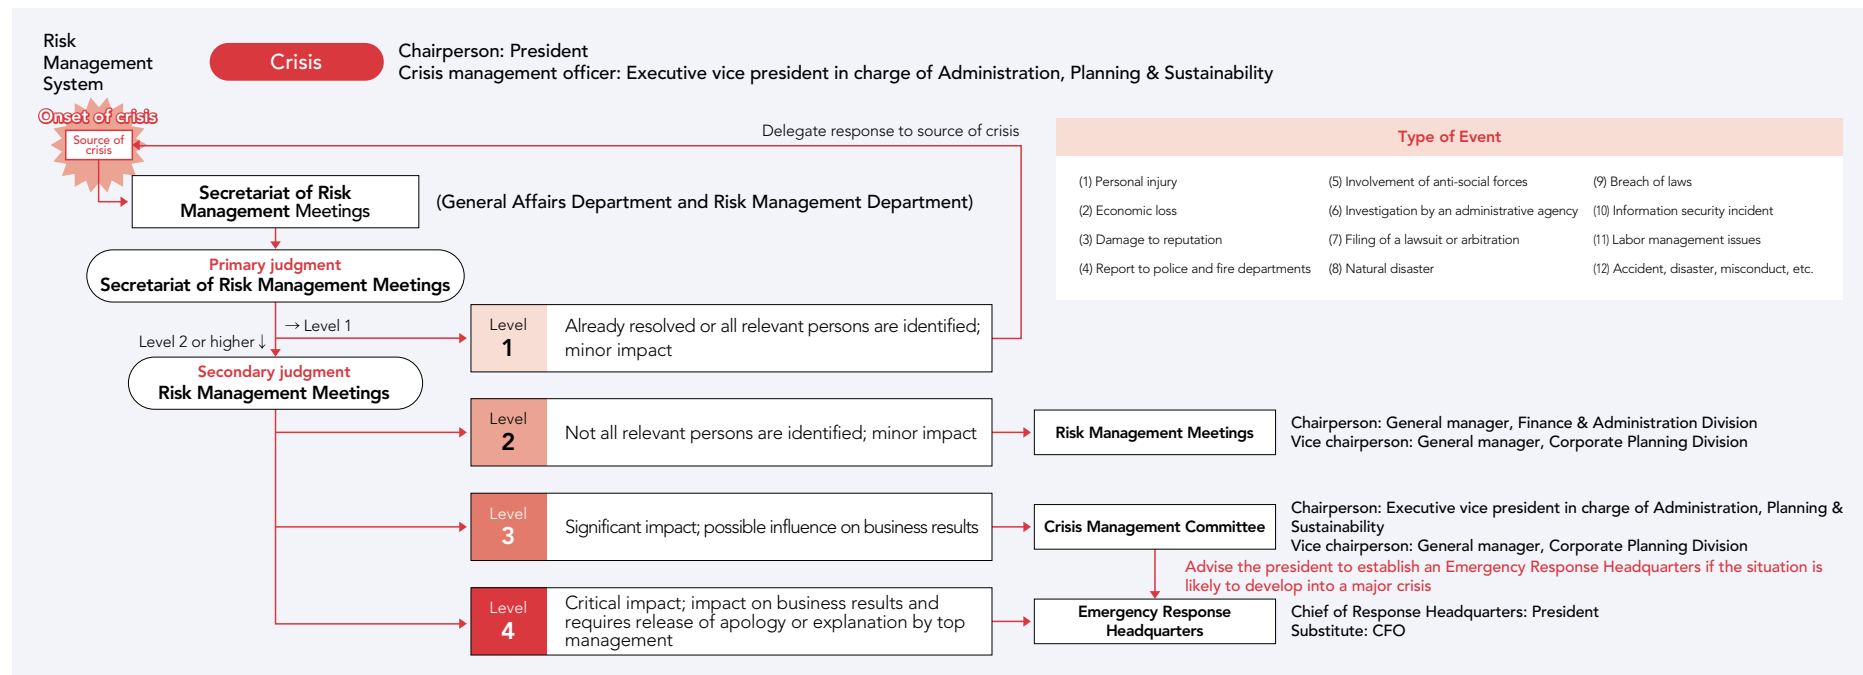 Risk
Management
System
Crisis
Chairperson: President
Crisis management officer: Executive vice president in charge of Administration, Planning & Sustainability
Onset of crisis
Source of
crisis
Delegate response to source of crisis
Secretariat of Risk
Management Meetings
(General Affairs Department and Risk Management Department)
Primary judgment
Secretariat of Risk Management Meetings
→ Level 1
Level 2 or higher ↓
Secondary judgment
Risk Management Meetings
Type of Event
(1) Personal injury
(2) Economic loss
(3) Damage to reputation
(4) Report to police and fire departments
(5) Involvement of anti-social forces
(6) Investigation by an administrative agency
(7) Filing of a lawsuit or arbitration
(8) Natural disaster
(9) Breach of laws
(10) Information security incident
(11) Labor management issues
(12) Accident, disaster, misconduct, etc.
Level
1
Already resolved or all relevant persons are identified;
minor impact
Level
2
Not all relevant persons are identified; minor impact
Risk Management Meetings
Chairperson: General manager, Finance & Administration Division
Vice chairperson: General manager, Corporate Planning Division
Level
3
Significant impact; possible influence on business results
Crisis Management Committee
Chairperson: Executive vice president in charge of Administration, Planning &
Sustainability
Vice chairperson: General manager, Corporate Planning Division
Advise the president to establish an Emergency Response Headquarters if the situation is
likely to develop into a major crisis
Level
4
Critical impact; impact on business results and
requires release of apology or explanation by top
management
Emergency Response
Headquarters
Chief of Response Headquarters: President
Substitute: CFO